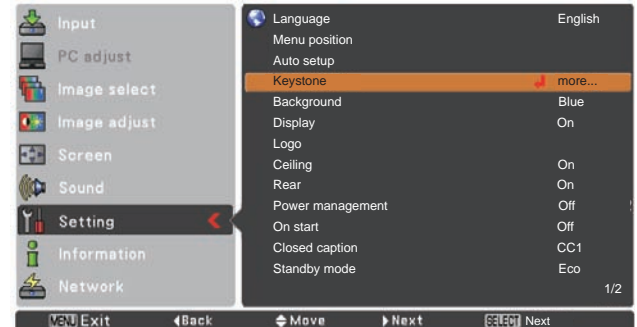 Input
PC adjust
Image select
Image adjust
Screen
Sound
Setting
Information
Network
Language English
Menu position
Auto setup
Keystone more...
Background Blue
Display On
Logo
Ceiling On
Rear On
Power management Off
On start Off
Closed caption CC1
Standby mode Eco
1/2
MENU Exit Back Move Next SELECT Next